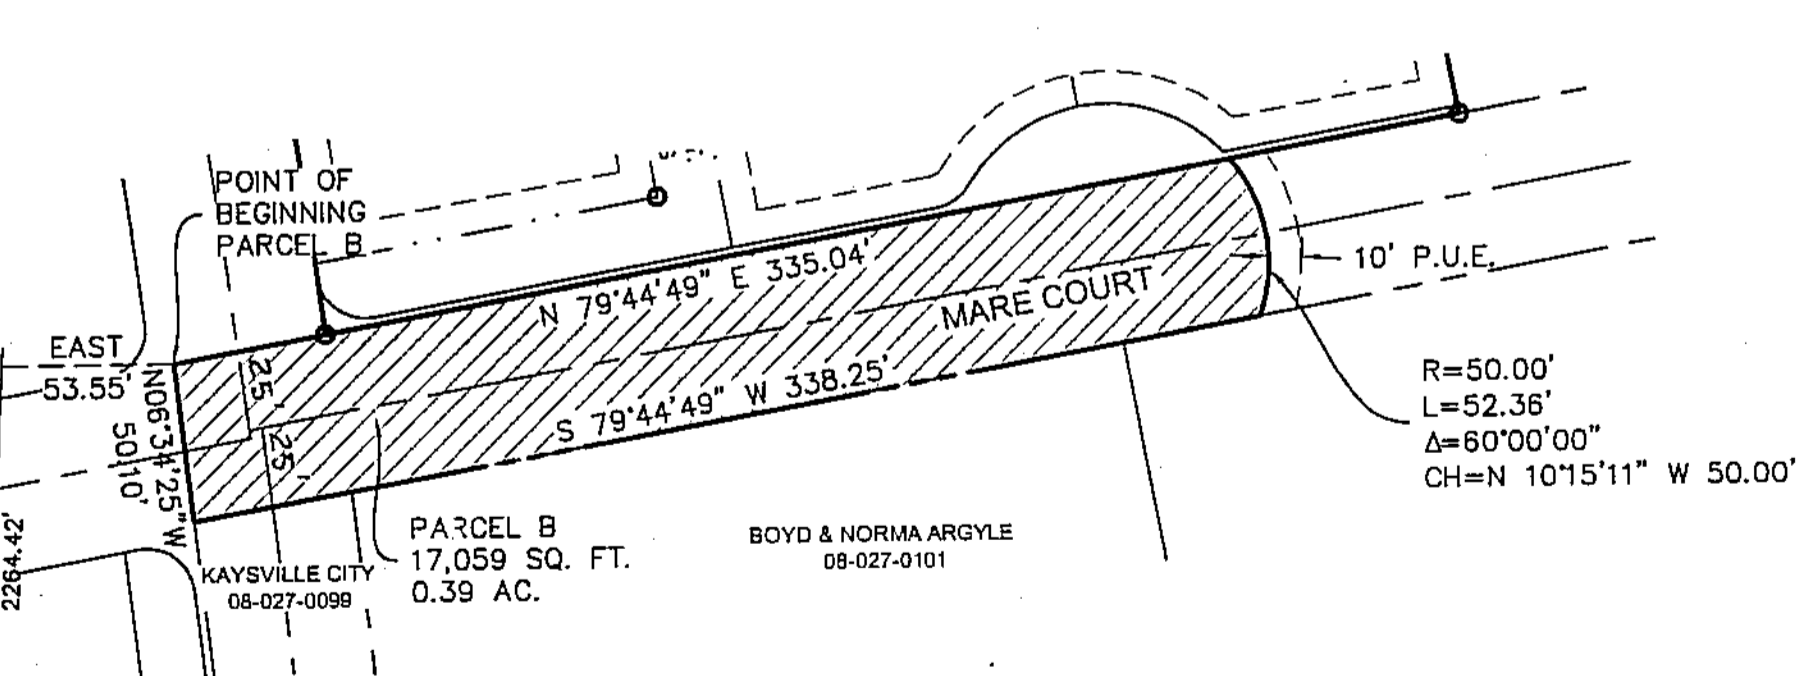 POINT OF
BEGINNING
PARCEL B
EAST
53.55'
N06°34'25"W
50.10'
25'
25'
N 79°44'49" E 335.04'
MARE COURT
S 79°44'49" W 338.25'
10' P.U.E.
R=50.00'
L=52.36'
Δ=60°00'00"
CH=N 10°15'11" W 50.00'
PARCEL B
17,059 SQ. FT.
0.39 AC.
BOYD & NORMA ARGYLE
08-027-0101
KAYSVILLE CITY
08-027-0099
2264.42'